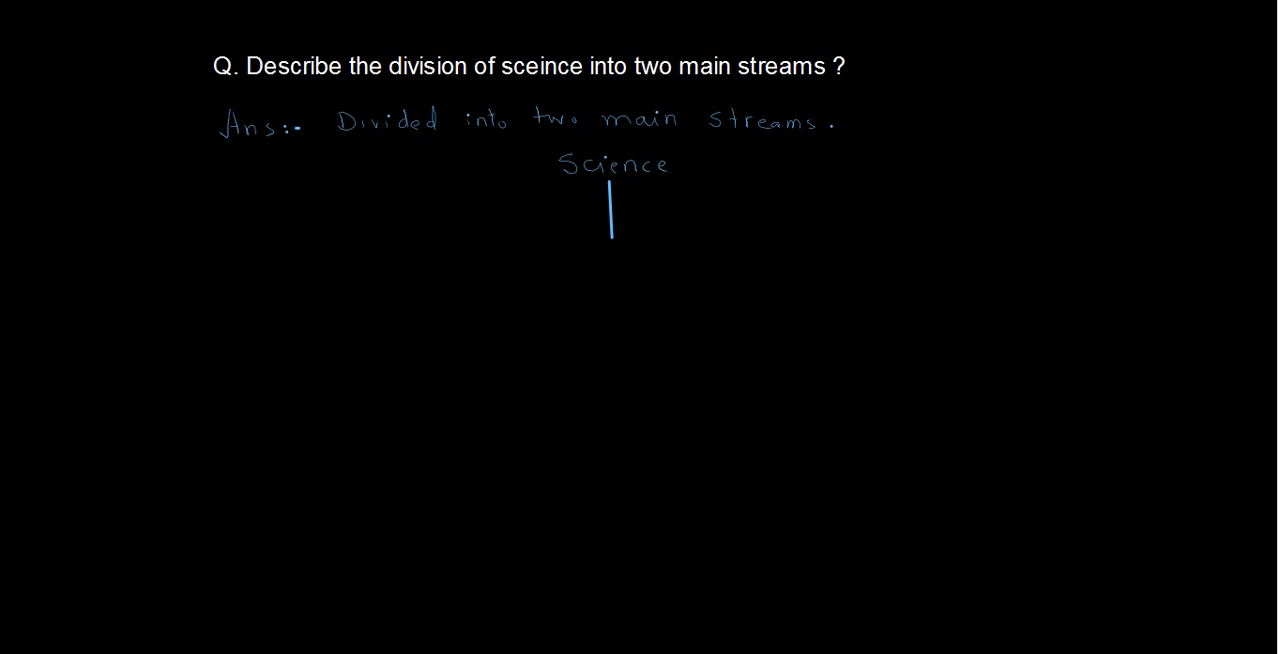 Q. Describe the division of sceince into two main streams ?
Ans:- Divided into two main streams.
Science